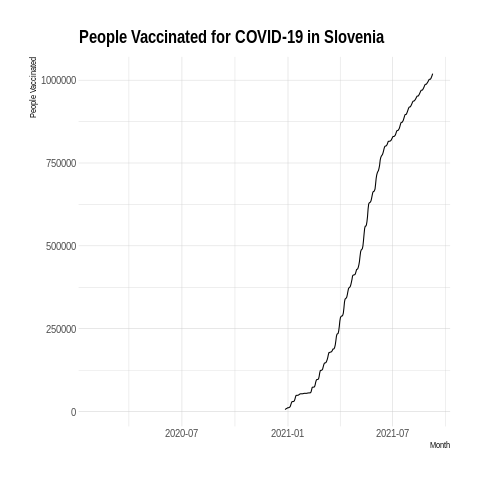 People Vaccinated for COVID-19 in Slovenia
People Vaccinated
1000000
750000
500000
250000
0
2020-07
2021-01
2021-07
Month